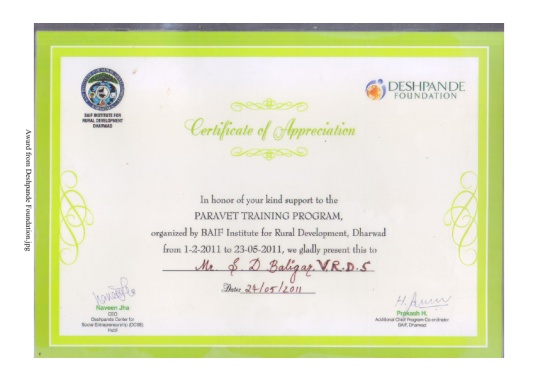 Award from Deshpande Foundation.jpg
BAIF INSTITUTE FOR
RURAL DEVELOPMENT
DHARWAD
DESHPANDE
FOUNDATION
Certificate of Appreciation
In honor of your kind support to the
PARAVET TRAINING PROGRAM,
organized by BAIF Institute for Rural Development, Dharwad
from 1-2-2011 to 23-05-2011, we gladly present this to
Mr. S. D. Baligar. V.R.D.S
Date 24/05/2011
Naveen Jha
CEO
Deshpande Center for
Social Entrepreneurship (DCSE)
Hubli
Prakash H.
Additional Chief Program Co-ordinator
BAIF, Dharwad